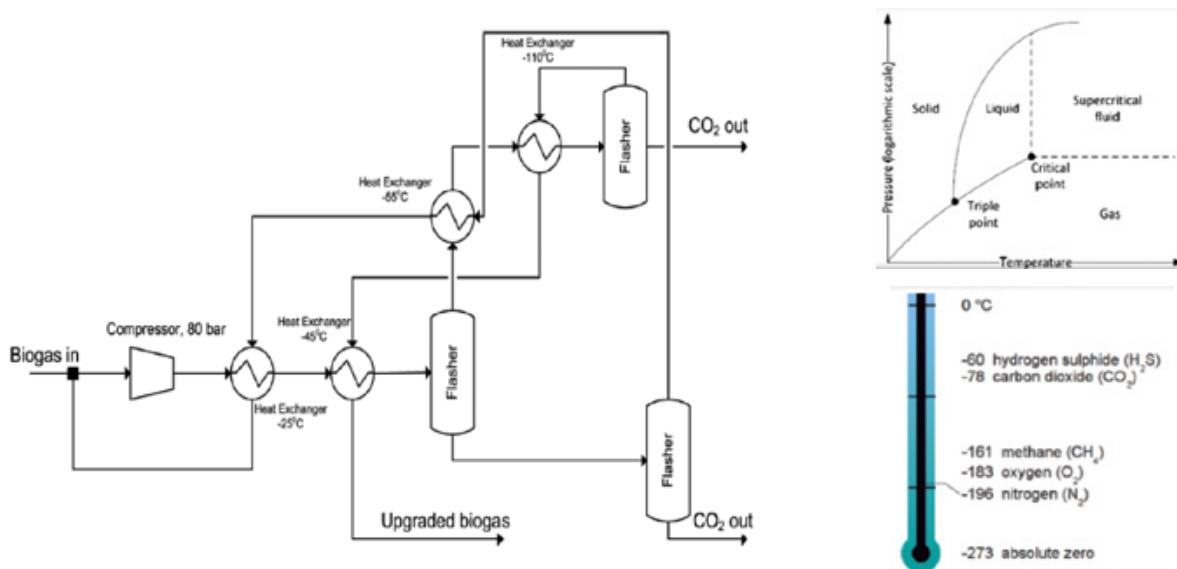 Heat Exchanger
-110⁰C
Flasher
CO₂ out
Heat Exchanger
-55⁰C
Compressor, 80 bar
Heat Exchanger
-45⁰C
Biogas in
Heat Exchanger
-25⁰C
Flasher
Flasher
Upgraded biogas
CO₂ out
Pressure (logarithmic scale)
Solid
Liquid
Supercritical
fluid
Critical
point
Triple
point
Gas
Temperature
0 °C
-60 hydrogen sulphide (H₂S)
-78 carbon dioxide (CO₂)
-161 methane (CH₄)
-183 oxygen (O₂)
-196 nitrogen (N₂)
-273 absolute zero